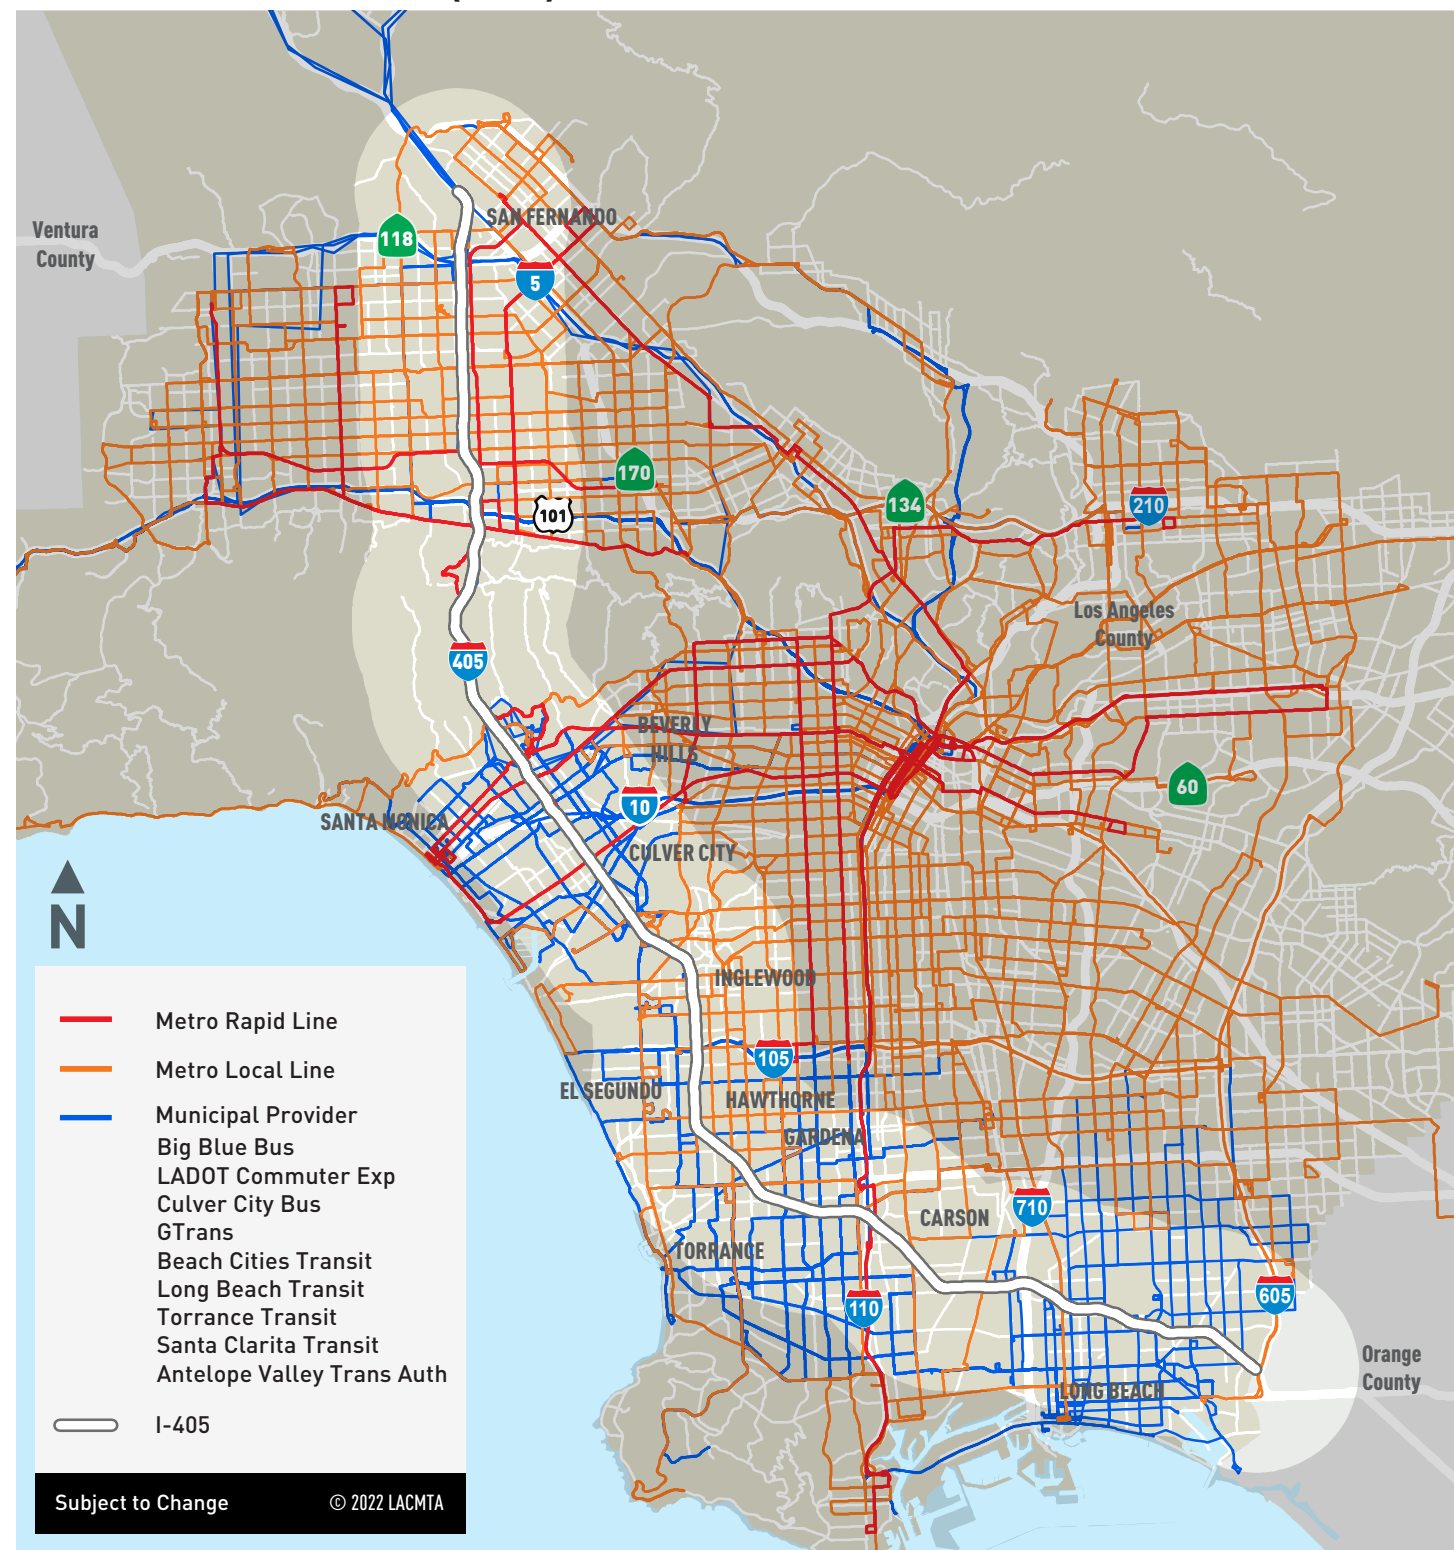 Ventura
County
118
SAN FERNANDO
5
170
101
134
210
Los Angeles
County
405
BEVERLY
HILLS
60
10
SANTA MONICA
CULVER CITY
N
INGLEWOOD
105
EL SEGUNDO
HAWTHORNE
GARDENA
710
CARSON
TORRANCE
605
110
Orange
County
LONG BEACH
Metro Rapid Line
Metro Local Line
Municipal Provider
Big Blue Bus
LADOT Commuter Exp
Culver City Bus
GTrans
Beach Cities Transit
Long Beach Transit
Torrance Transit
Santa Clarita Transit
Antelope Valley Trans Auth
I-405
Subject to Change © 2022 LACMTA